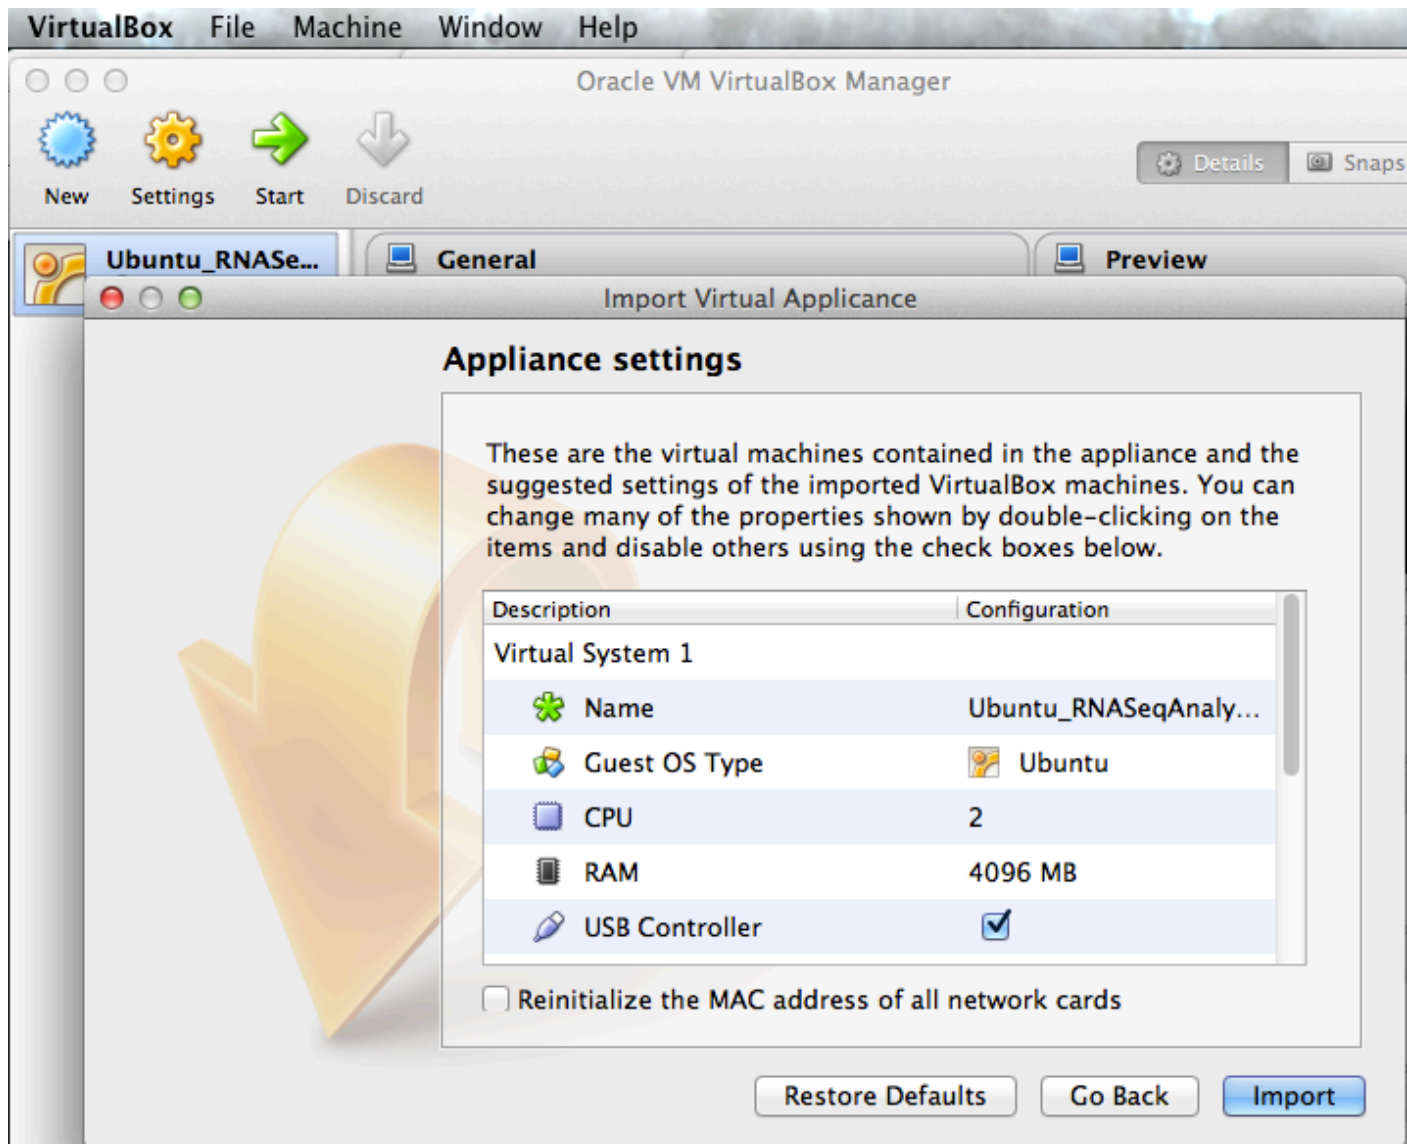 VirtualBox File Machine Window Help
Oracle VM VirtualBox Manager
New Settings Start Discard
Details Snaps
Ubuntu_RNASe... General Preview
Import Virtual Applicance
Appliance settings
These are the virtual machines contained in the appliance and the
suggested settings of the imported VirtualBox machines. You can
change many of the properties shown by double-clicking on the
items and disable others using the check boxes below.
Description Configuration
Virtual System 1
Name Ubuntu_RNASeqAnaly...
Guest OS Type Ubuntu
CPU 2
RAM 4096 MB
USB Controller
Reinitialize the MAC address of all network cards
Restore Defaults Go Back Import